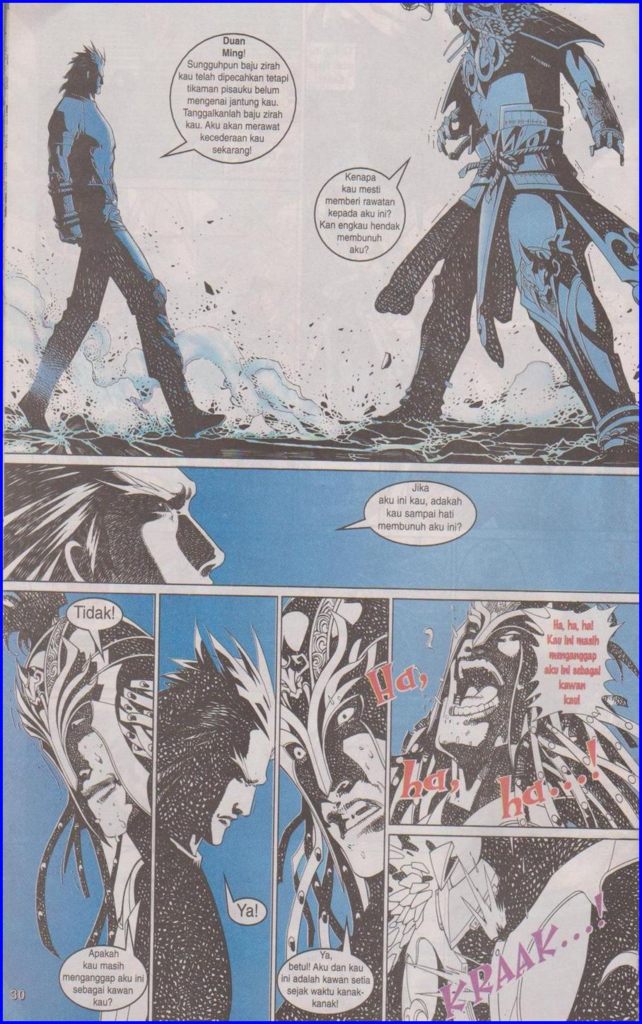 Duan
Ming!
Sungguhpun baju zirah
kau telah dipecahkan tetapi
tikaman pisauku belum
mengenai jantung kau.
Tanggalkanlah baju zirah
kau. Aku akan merawat
kecederaan kau
sekarang!
Kenapa
kau mesti
memberi rawatan
kepada aku ini?
Kan engkau hendak
membunuh
aku?
Jika
aku ini kau, adakah
kau sampai hati
membunuh aku ini?
Tidak!
Apakah
kau masih
menganggap aku ini
sebagai kawan
kau?
Ya!
Ya,
betul! Aku dan kau
ini adalah kawan setia
sejak waktu kanak-
kanak!
Ha, ha, ha!
Kau ini masih
menganggap
aku ini sebagai
kawan
kau!
Ha,
ha,
ha...!
KRAAK...!
30